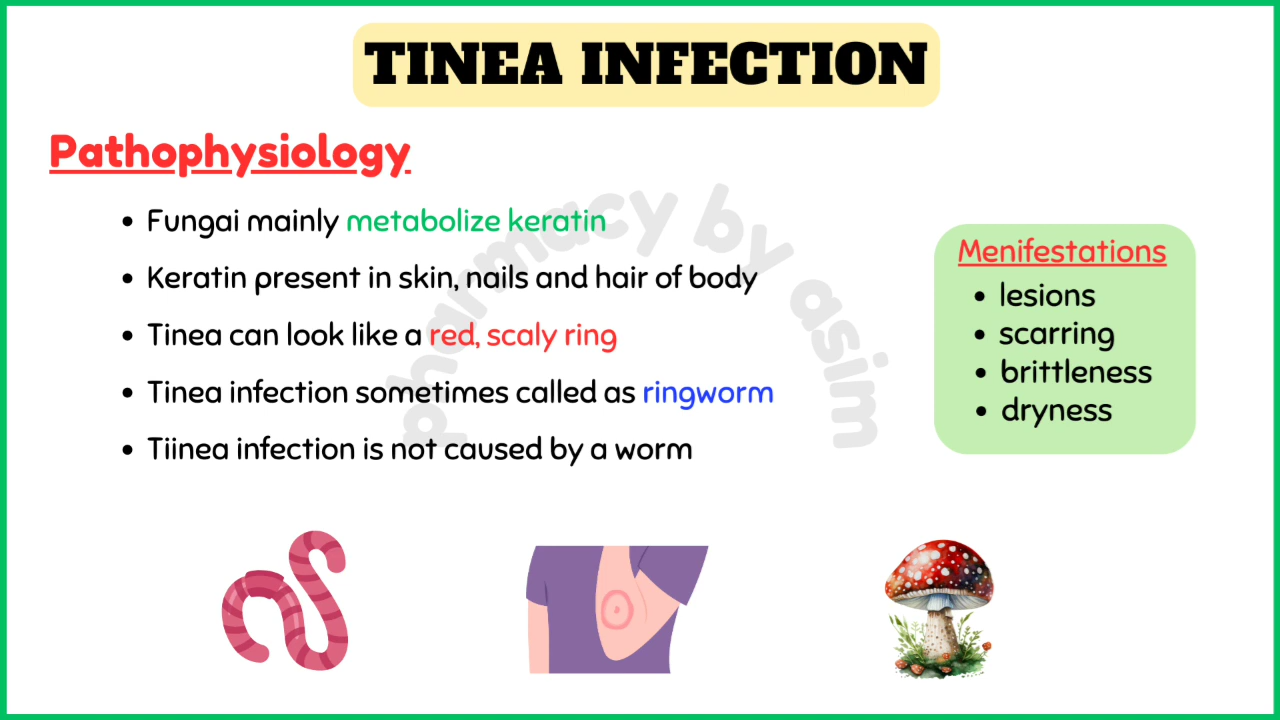 TINEA INFECTION
Pathophysiology
• Fungai mainly metabolize keratin
• Keratin present in skin, nails and hair of body
• Tinea can look like a red, scaly ring
• Tinea infection sometimes called as ringworm
• Tiinea infection is not caused by a worm
Menifestations
• lesions
• scarring
• brittleness
• dryness
pharmacy by asim